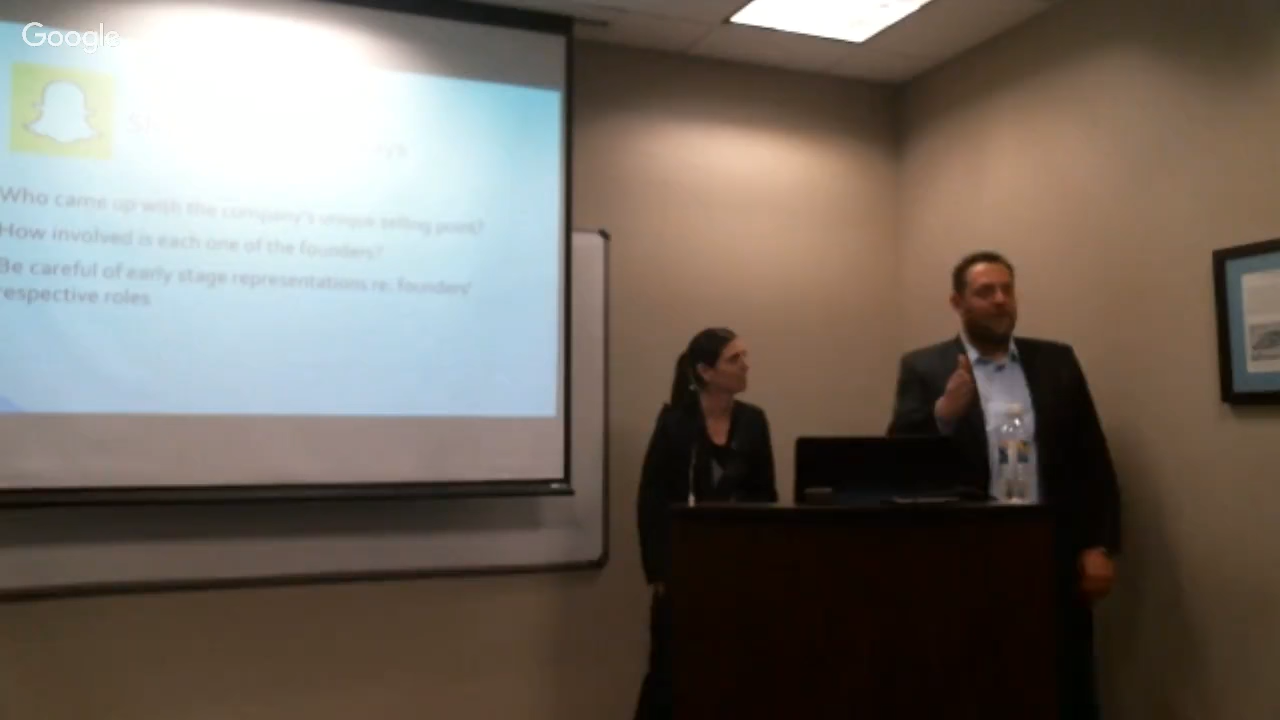 Google
Who came up with the company's unique selling point?
How involved is each one of the founders?
Be careful of early stage representations re. founders'
respective roles